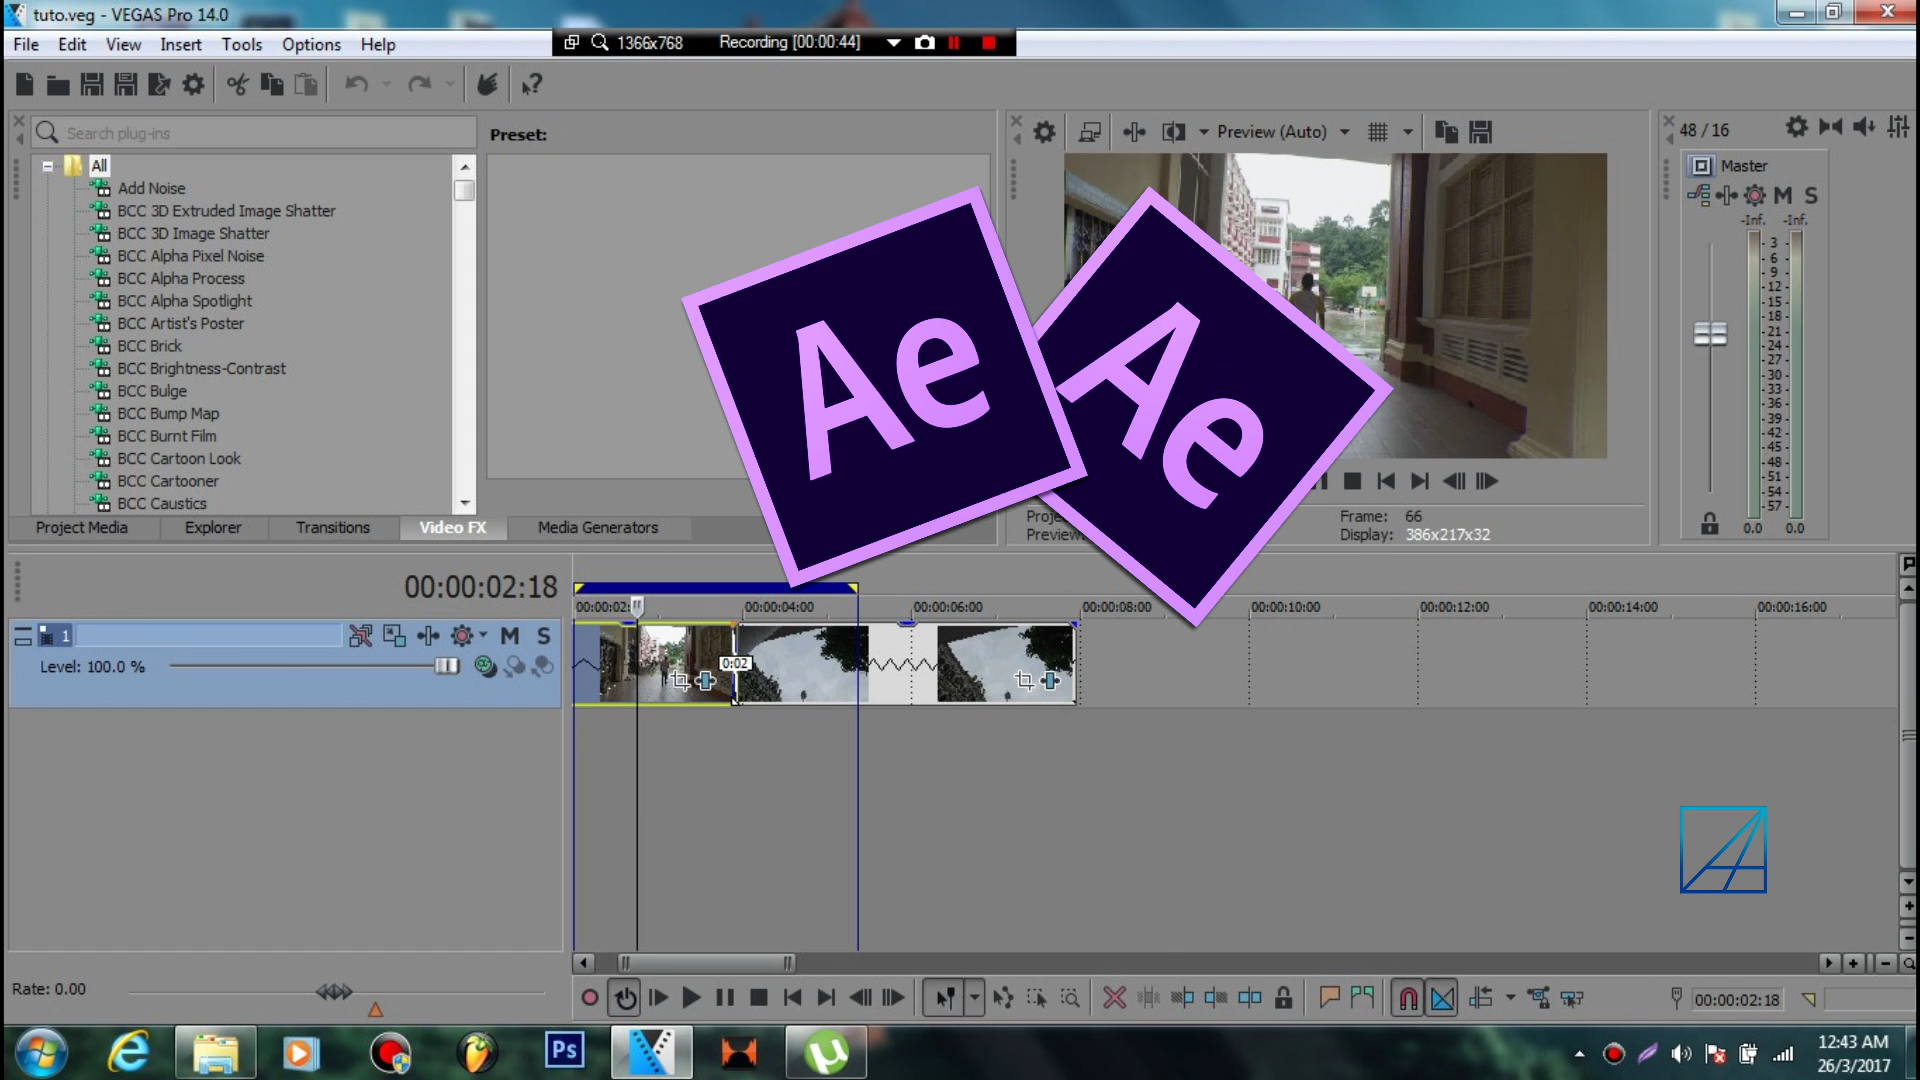 tuto.veg - VEGAS Pro 14.0
File Edit View Insert Tools Options Help
1366x768 Recording [00:00:44]
Search plug-ins
Preset:
Preview (Auto)
48 / 16
All
Add Noise
BCC 3D Extruded Image Shatter
BCC 3D Image Shatter
BCC Alpha Pixel Noise
BCC Alpha Process
BCC Alpha Spotlight
BCC Artist's Poster
BCC Brick
BCC Brightness-Contrast
BCC Bulge
BCC Bump Map
BCC Burnt Film
BCC Cartoon Look
BCC Cartooner
BCC Caustics
Project Media Explorer Transitions Video FX Media Generators
Ae
Ae
Master
M S
-Inf. -Inf.
3
6
9
12
15
18
21
24
27
30
33
36
39
42
45
48
51
54
57
0.0 0.0
Frame: 66
Preview
Display: 386x217x32
00:00:02:18
00:00:02: 00:00:04:00 00:00:06:00 00:00:08:00 00:00:10:00 00:00:12:00 00:00:14:00 00:00:16:00
1 M S
Level: 100.0 %
0:02
Rate: 0.00
00:00:02:18
Ps
12:43 AM
26/3/2017